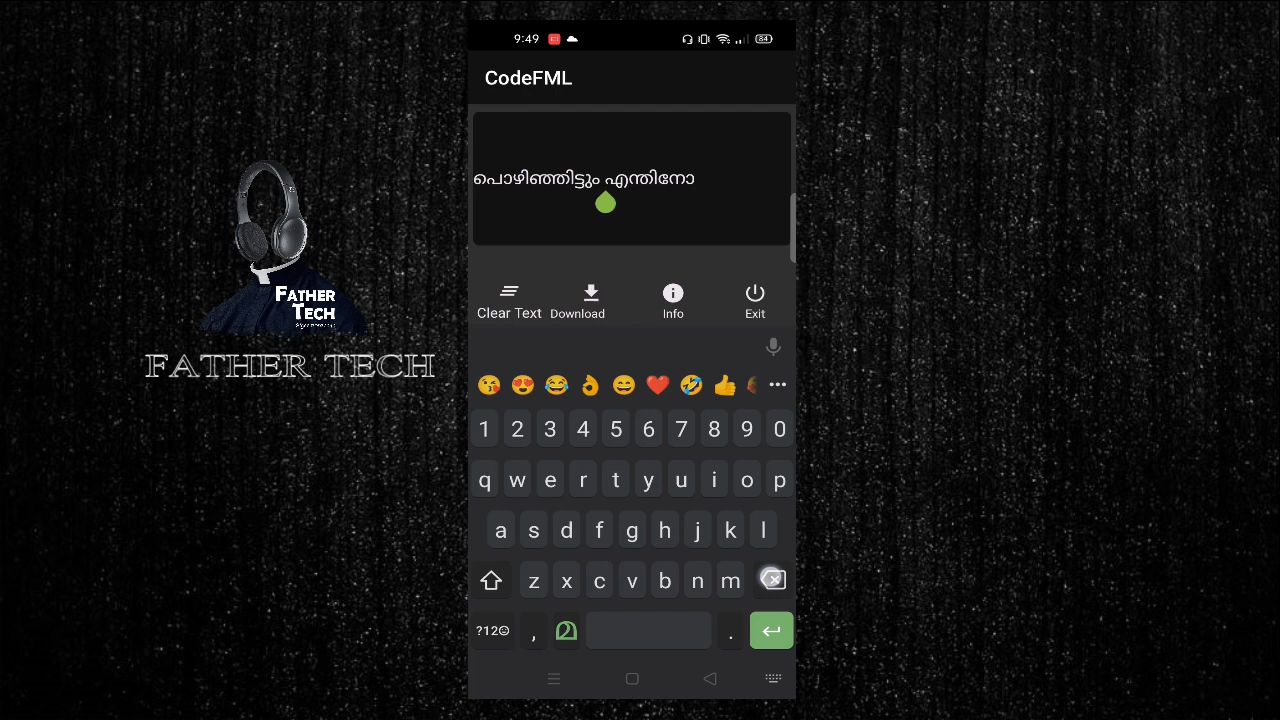 9:49
84
CodeFML
പൊഴിഞ്ഞിട്ടും എന്തിനോ
Clear Text Download Info Exit
FATHER
TECH
FATHER TECH
1 2 3 4 5 6 7 8 9 0
q w e r t y u i o p
a s d f g h j k l
z x c v b n m
?12☺ , മ .